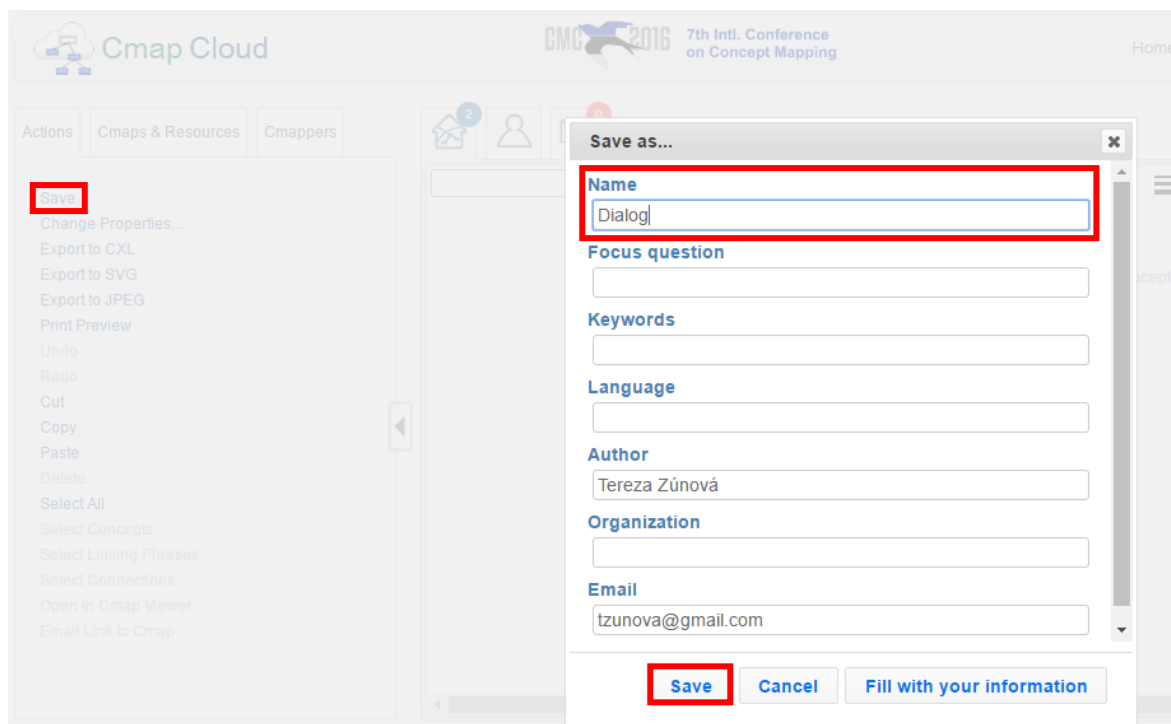 Cmap Cloud
CMC 2016
7th Intl. Conference
on Concept Mapping
Home
Actions
Cmaps & Resources
Cmappers
2
0
Save
Change Properties...
Export to CXL
Export to SVG
Export to JPEG
Print Preview
Undo
Redo
Cut
Copy
Paste
Delete
Select All
Select Concepts
Select Linking Phrases
Select Connections
Open in Cmap Viewer
Email Link to Cmap
Save as...
Name
Dialog
Focus question
Keywords
Language
Author
Tereza Zúnová
Organization
Email
tzunova@gmail.com
Save
Cancel
Fill with your information